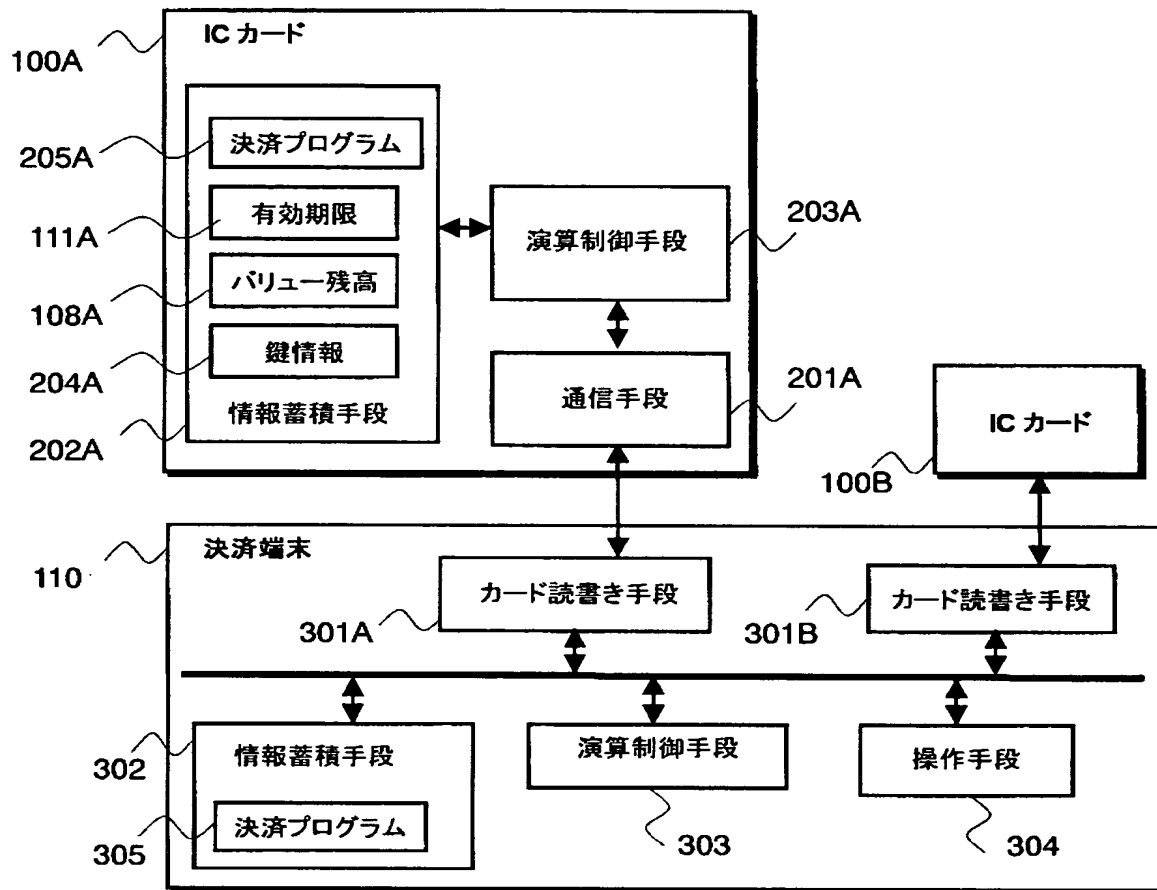 IC カード
100A
決済プログラム
205A
有効期限
111A
バリュー残高
108A
鍵情報
204A
情報蓄積手段
202A
演算制御手段
203A
通信手段
201A
IC カード
100B
決済端末
110
カード読書き手段
301A
カード読書き手段
301B
情報蓄積手段
302
決済プログラム
305
演算制御手段
303
操作手段
304